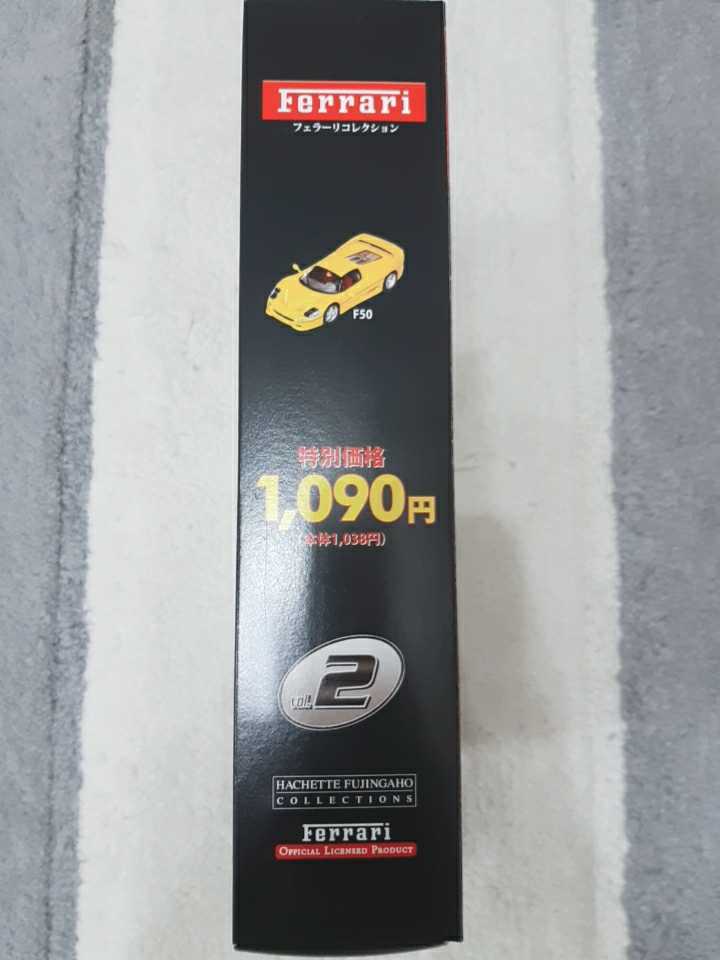 Ferrari
フェラーリコレクション
F50
特別価格
1,090円
本体1,038円)
vol. 2
HACHETTE FUJINGAHO
COLLECTIONS
Ferrari
OFFICIAL LICENSED PRODUCT